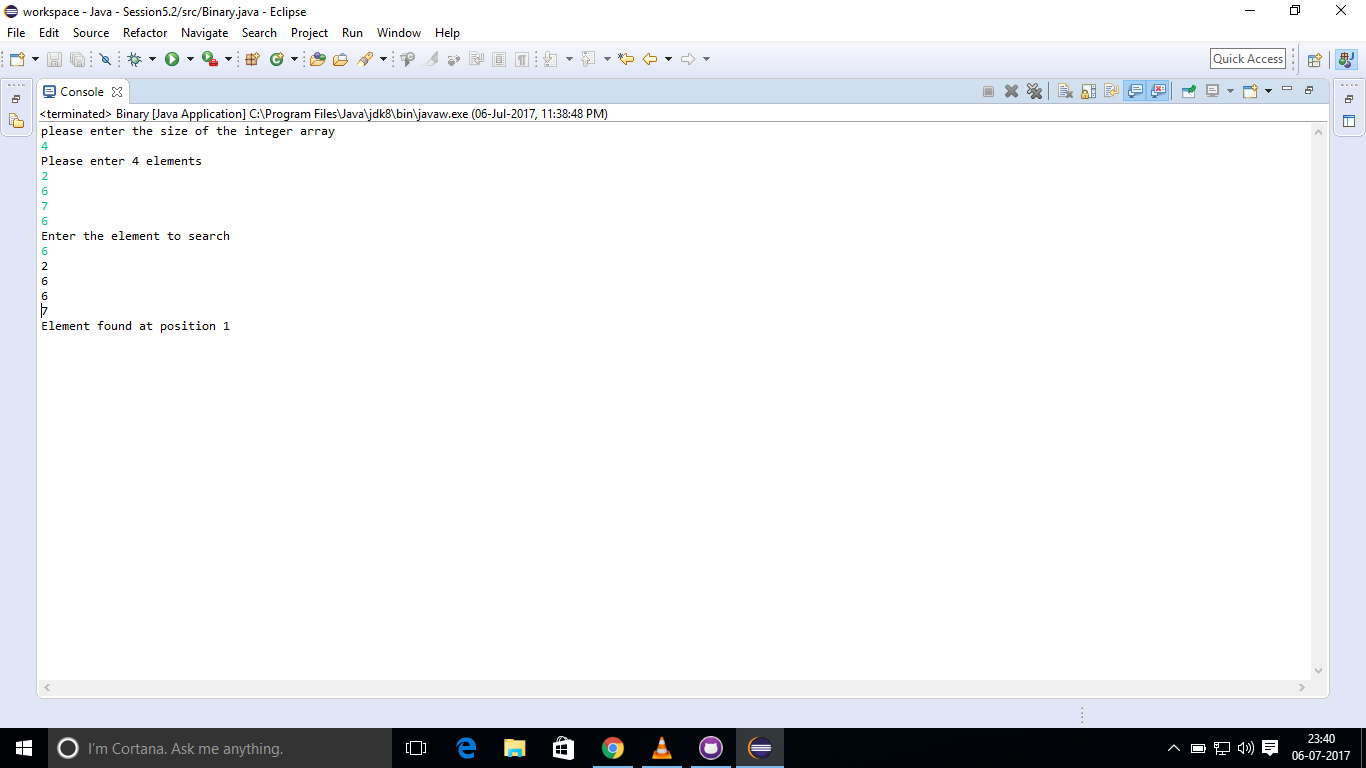 workspace - Java - Session5.2/src/Binary.java - Eclipse
File Edit Source Refactor Navigate Search Project Run Window Help
Quick Access
Console
<terminated> Binary [Java Application] C:\Program Files\Java\jdk8\bin\javaw.exe (06-Jul-2017, 11:38:48 PM)
please enter the size of the integer array
4
Please enter 4 elements
2
6
7
6
Enter the element to search
6
2
6
6
7
Element found at position 1
I'm Cortana. Ask me anything.
23:40
06-07-2017